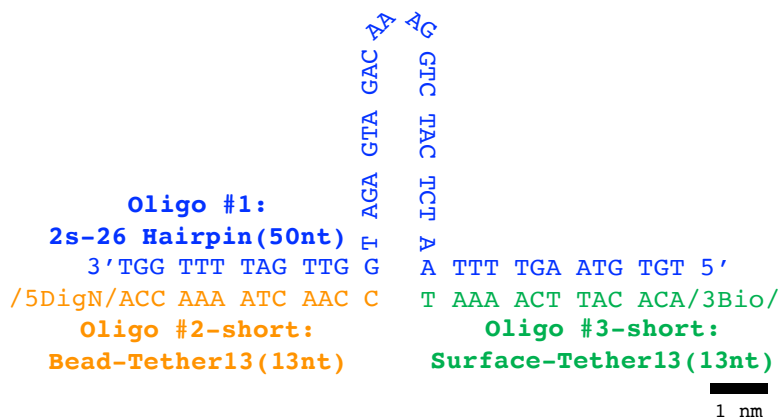 T AGA GTA GAC AA AG GTC TAC TCT A
Oligo #1:
2s-26 Hairpin(50nt)
3’TGG TTT TAG TTG G A TTT TGA ATG TGT 5’
/5DigN/ACC AAA ATC AAC C T AAA ACT TAC ACA/3Bio/
Oligo #2-short:
Bead-Tether13(13nt)
Oligo #3-short:
Surface-Tether13(13nt)
1 nm